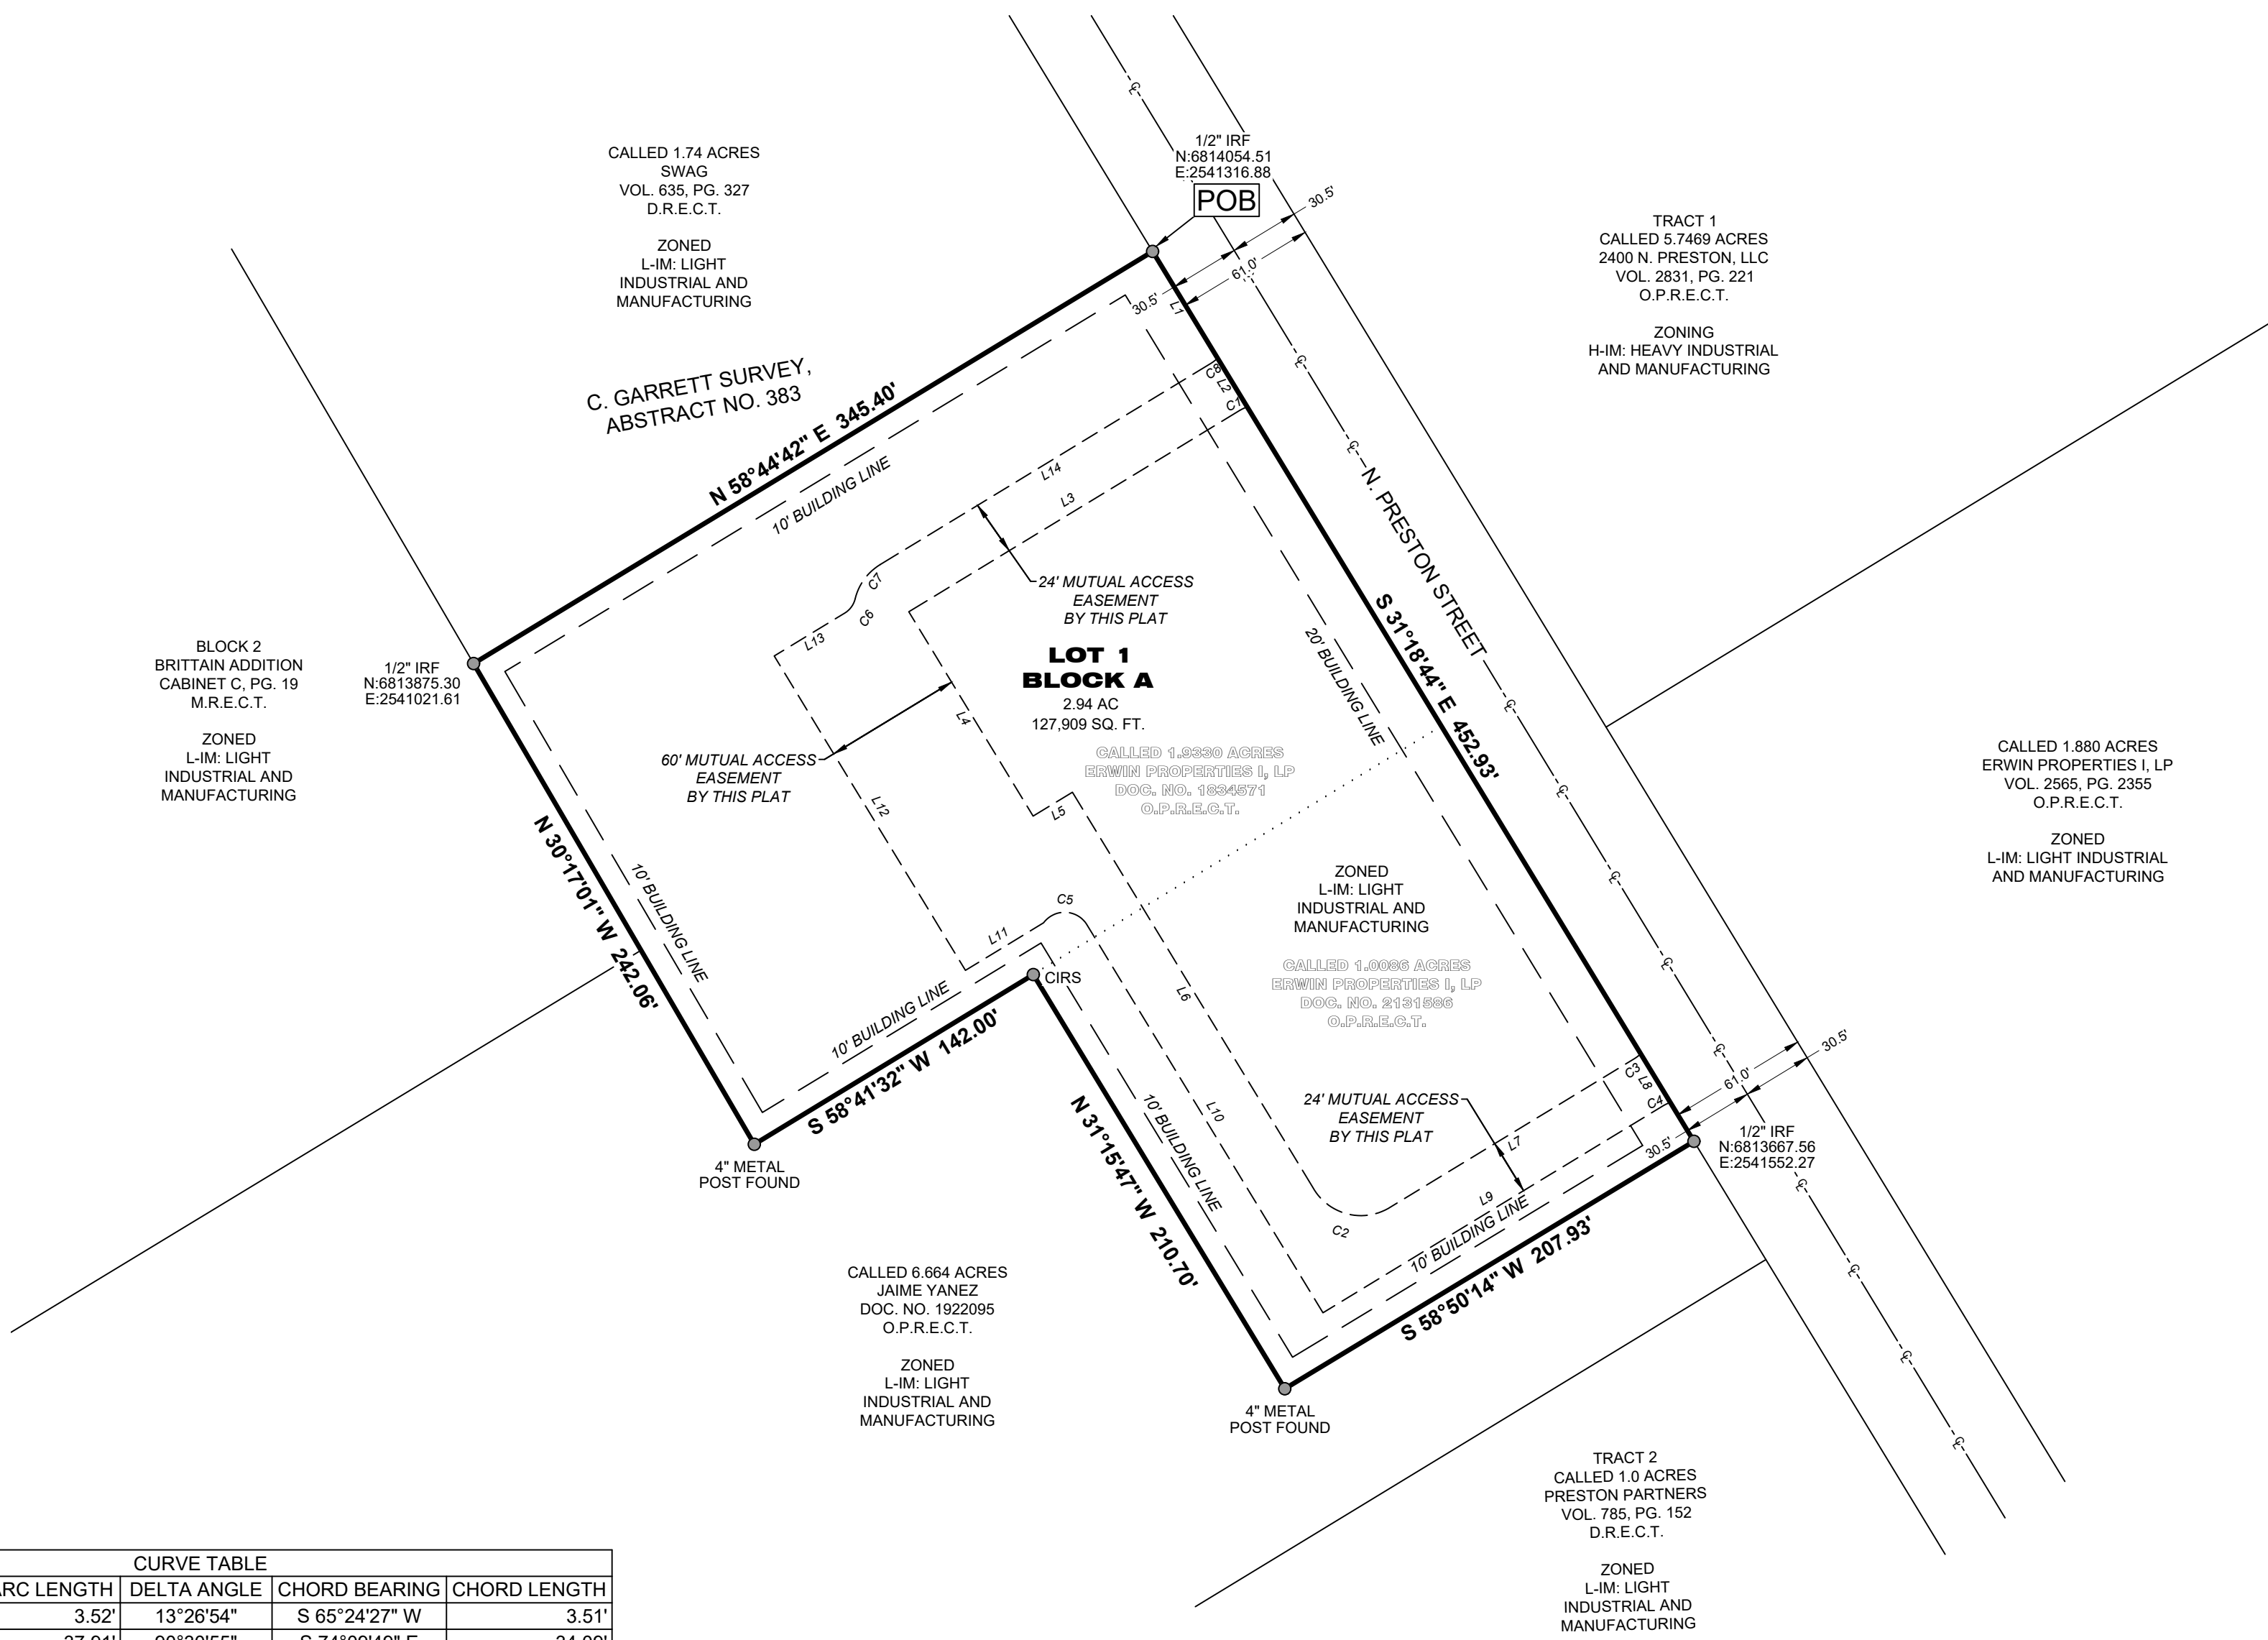 1/2" IRF
N:6814054.51
E:2541316.88
POB
30.5'
61.0'
30.5'
L1
CALLED 1.74 ACRES
SWAG
VOL. 635, PG. 327
D.R.E.C.T.
ZONED
L-IM: LIGHT
INDUSTRIAL AND
MANUFACTURING
TRACT 1
CALLED 5.7469 ACRES
2400 N. PRESTON, LLC
VOL. 2831, PG. 221
O.P.R.E.C.T.
ZONING
H-IM: HEAVY INDUSTRIAL
AND MANUFACTURING
C. GARRETT SURVEY,
ABSTRACT NO. 383
N 58°44'42" E 345.40'
10' BUILDING LINE
C8
L2
C1
L14
L3
N. PRESTON STREET
C7
C6
L13
24' MUTUAL ACCESS
EASEMENT
BY THIS PLAT
BLOCK 2
BRITTAIN ADDITION
CABINET C, PG. 19
M.R.E.C.T.
ZONED
L-IM: LIGHT
INDUSTRIAL AND
MANUFACTURING
1/2" IRF
N:6813875.30
E:2541021.61
LOT 1
BLOCK A
2.94 AC
127,909 SQ. FT.
CALLED 1.9330 ACRES
ERWIN PROPERTIES I, LP
DOC. NO. 1834571
O.P.R.E.C.T.
20' BUILDING LINE
S 31°18'44" E 452.93'
L4
60' MUTUAL ACCESS
EASEMENT
BY THIS PLAT
L12
L5
CALLED 1.880 ACRES
ERWIN PROPERTIES I, LP
VOL. 2565, PG. 2355
O.P.R.E.C.T.
ZONED
L-IM: LIGHT INDUSTRIAL
AND MANUFACTURING
N 30°17'01" W 242.06'
10' BUILDING LINE
ZONED
L-IM: LIGHT
INDUSTRIAL AND
MANUFACTURING
C5
L11
CIRS
L6
CALLED 1.0086 ACRES
ERWIN PROPERTIES I, LP
DOC. NO. 2131586
O.P.R.E.C.T.
10' BUILDING LINE
S 58°41'32" W 142.00'
4" METAL
POST FOUND
N 31°15'47" W 210.70'
10' BUILDING LINE
L10
24' MUTUAL ACCESS
EASEMENT
BY THIS PLAT
C3
L8
C4
L7
61.0'
30.5'
30.5'
1/2" IRF
N:6813667.56
E:2541552.27
C2
L9
10' BUILDING LINE
S 58°50'14" W 207.93'
4" METAL
POST FOUND
CALLED 6.664 ACRES
JAIME YANEZ
DOC. NO. 1922095
O.P.R.E.C.T.
ZONED
L-IM: LIGHT
INDUSTRIAL AND
MANUFACTURING
TRACT 2
CALLED 1.0 ACRES
PRESTON PARTNERS
VOL. 785, PG. 152
D.R.E.C.T.
ZONED
L-IM: LIGHT
INDUSTRIAL AND
MANUFACTURING
CURVE TABLE
RC LENGTH DELTA ANGLE CHORD BEARING CHORD LENGTH
3.52' 13°26'54" S 65°24'27" W 3.51'